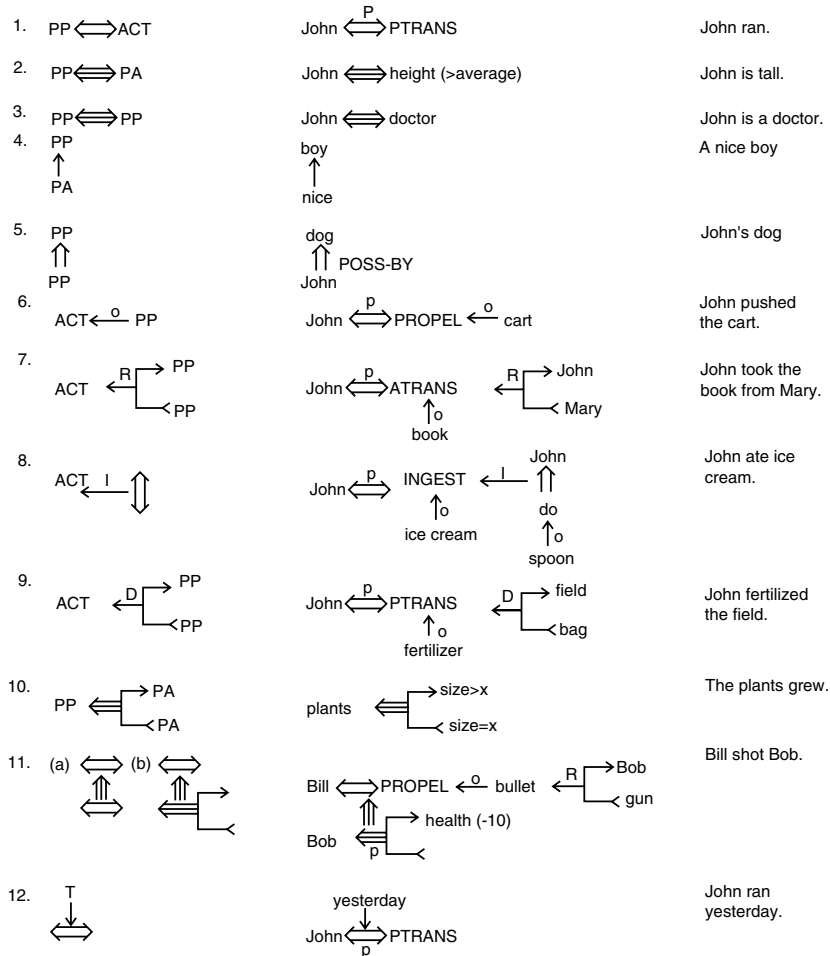 1. PP ACT John P PTRANS John ran.
2. PP PA John height (>average) John is tall.
3. PP PP John doctor John is a doctor.
4. PP boy A nice boy
PA nice
5. PP dog John's dog
POSS-BY
PP John
6. John pushed
ACT o PP John p PROPEL o cart the cart.
7. PP John John took the
ACT R John p ATRANS R book from Mary.
PP o Mary
book
8. John John ate ice
ACT I John p INGEST I cream.
o do
ice cream o
spoon
9. PP field John fertilized
ACT D John p PTRANS D the field.
PP o bag
fertilizer
10. PA size>x The plants grew.
PP plants
PA size=x
11. (a) (b) Bill shot Bob.
Bob
Bill PROPEL o bullet R
gun
health (-10)
Bob
p
12. T John ran
yesterday yesterday.
John PTRANS
p